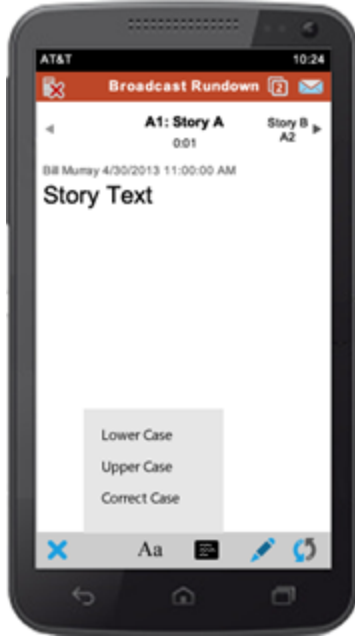 AT&T 10:24
Broadcast Rundown 2
A1: Story A
0:01
Story B
A2
Bill Murray 4/30/2013 11:00:00 AM
Story Text
Lower Case
Upper Case
Correct Case
Aa